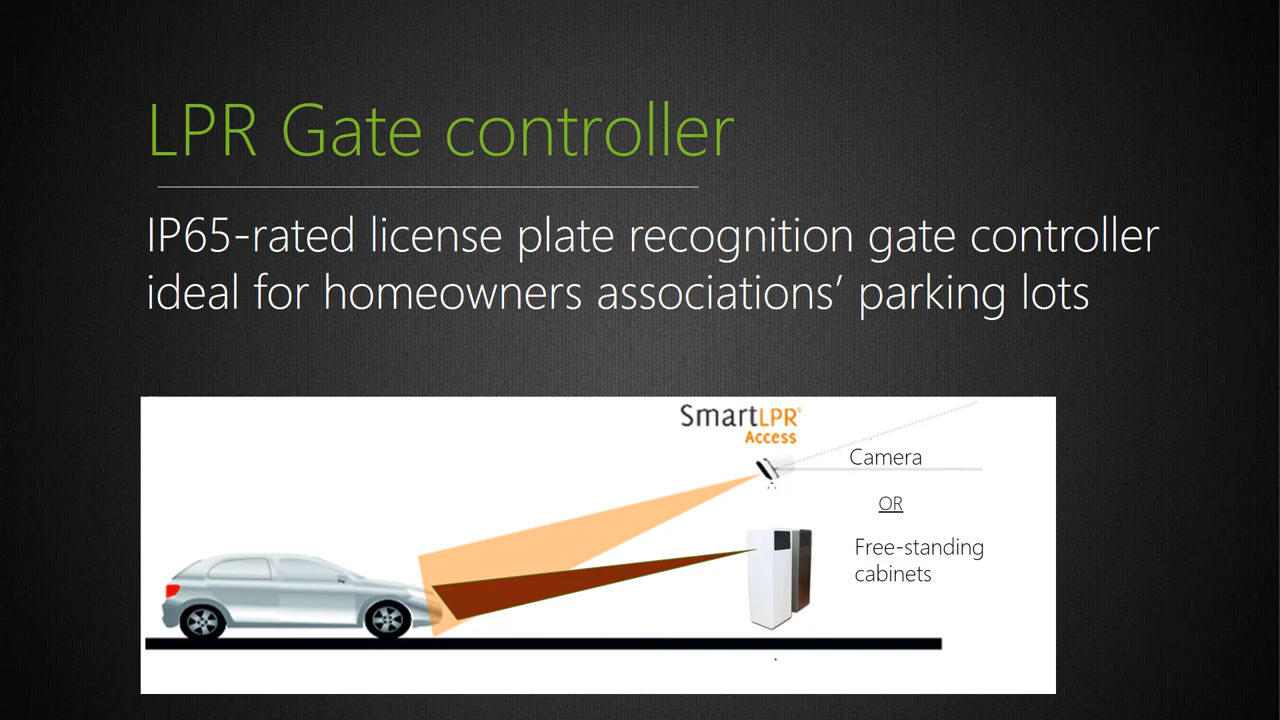 LPR Gate controller
IP65-rated license plate recognition gate controller
ideal for homeowners associations’ parking lots
SmartLPR®
Access
Camera
OR
Free-standing
cabinets